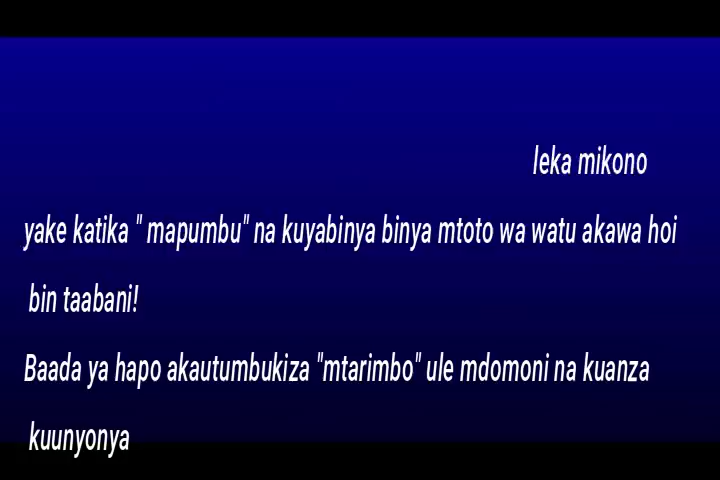 leka mikono
yake katika " mapumbu" na kuyabinya binya mtoto wa watu akawa hoi
bin taabani!
Baada ya hapo akautumbukiza "mtarimbo" ule mdomoni na kuanza
kuunyonya